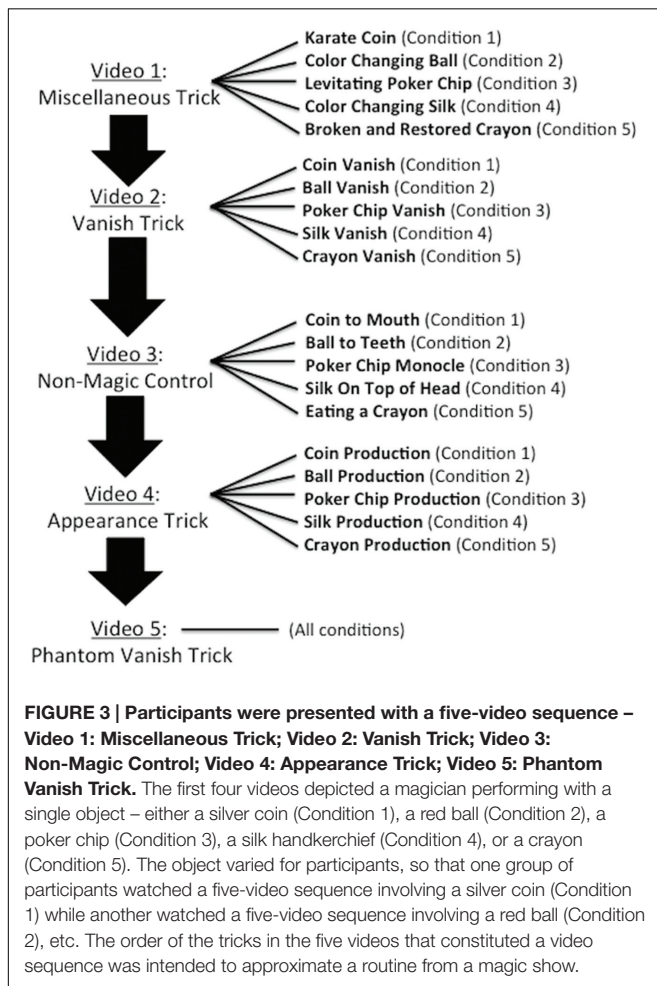 Karate Coin (Condition 1)
Color Changing Ball (Condition 2)
Video 1:
Levitating Poker Chip (Condition 3)
Miscellaneous Trick
Color Changing Silk (Condition 4)
Broken and Restored Crayon (Condition 5)
Coin Vanish (Condition 1)
Ball Vanish (Condition 2)
Video 2:
Poker Chip Vanish (Condition 3)
Vanish Trick
Silk Vanish (Condition 4)
Crayon Vanish (Condition 5)
Coin to Mouth (Condition 1)
Ball to Teeth (Condition 2)
Video 3:
Poker Chip Monocle (Condition 3)
Non-Magic Control
Silk On Top of Head (Condition 4)
Eating a Crayon (Condition 5)
Coin Production (Condition 1)
Ball Production (Condition 2)
Video 4:
Poker Chip Production (Condition 3)
Appearance Trick
Silk Production (Condition 4)
Crayon Production (Condition 5)
Video 5:
(All conditions)
Phantom Vanish Trick
FIGURE 3 | Participants were presented with a five-video sequence –
Video 1: Miscellaneous Trick; Video 2: Vanish Trick; Video 3:
Non-Magic Control; Video 4: Appearance Trick; Video 5: Phantom
Vanish Trick. The first four videos depicted a magician performing with a
single object – either a silver coin (Condition 1), a red ball (Condition 2), a
poker chip (Condition 3), a silk handkerchief (Condition 4), or a crayon
(Condition 5). The object varied for participants, so that one group of
participants watched a five-video sequence involving a silver coin (Condition
1) while another watched a five-video sequence involving a red ball (Condition
2), etc. The order of the tricks in the five videos that constituted a video
sequence was intended to approximate a routine from a magic show.